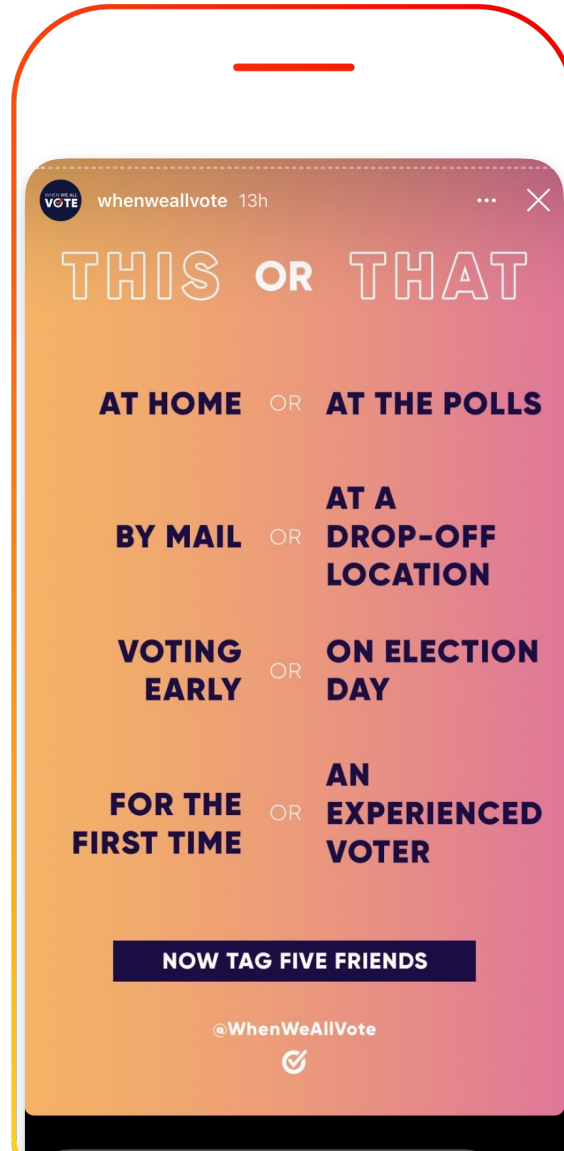 WHEN WE ALL
VOTE
whenweallvote 13h
THIS OR THAT
AT HOME OR AT THE POLLS
BY MAIL OR AT A
DROP-OFF
LOCATION
VOTING
EARLY OR ON ELECTION
DAY
FOR THE
FIRST TIME OR AN
EXPERIENCED
VOTER
NOW TAG FIVE FRIENDS
@WhenWeAllVote